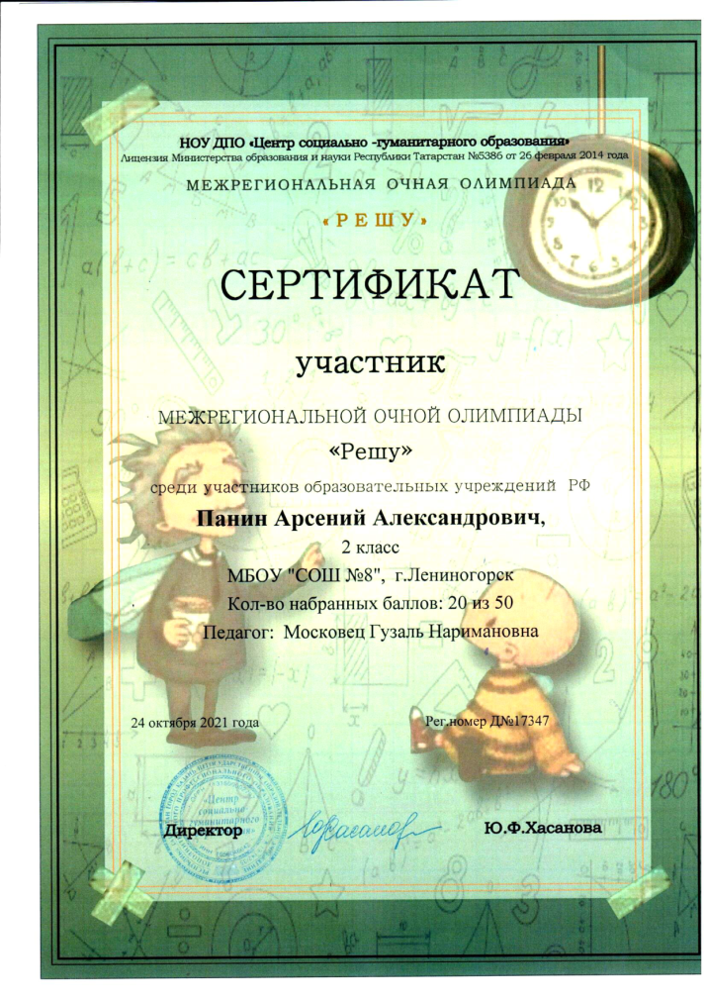 НОУ ДПО «Центр социально -гуманитарного образования»
Лицензия Министерства образования и науки Республики Татарстан №5386 от 26 февраля 2014 года
МЕЖРЕГИОНАЛЬНАЯ ОЧНАЯ ОЛИМПИАДА
«РЕШУ»
СЕРТИФИКАТ
участник
МЕЖРЕГИОНАЛЬНОЙ ОЧНОЙ ОЛИМПИАДЫ
«Решу»
среди участников образовательных учреждений РФ
Панин Арсений Александрович,
2 класс
МБОУ "СОШ №8", г.Лениногорск
Кол-во набранных баллов: 20 из 50
Педагог: Московец Гузаль Наримановна
24 октября 2021 года
Рег.номер Д№17347
Центр
социально
гуманитарного
Директор
Ю.Ф.Хасанова